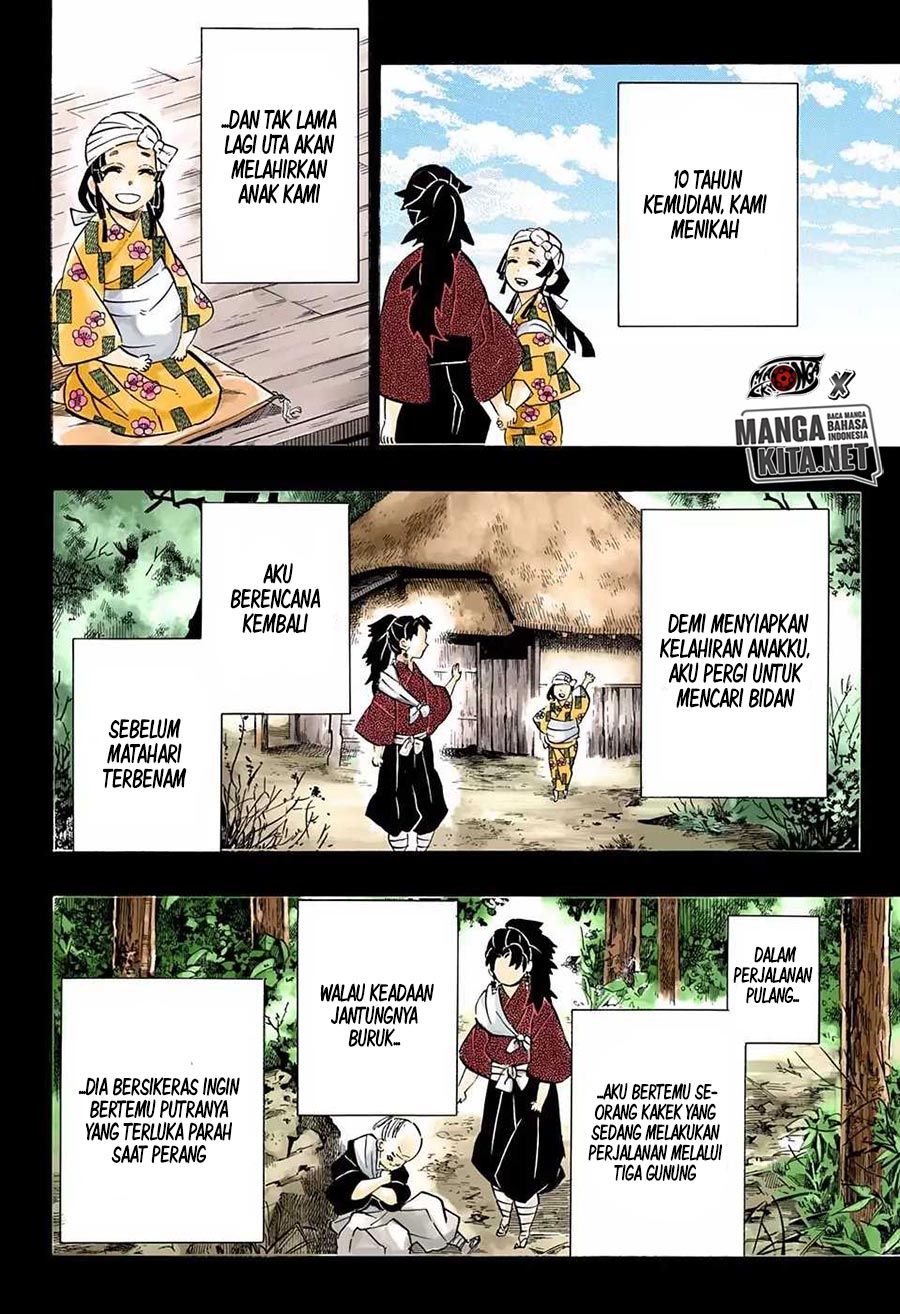 10 TAHUN
KEMUDIAN, KAMI
MENIKAH
...DAN TAK LAMA
LAGI UTA AKAN
MELAHIRKAN
ANAK KAMI
MANGA
KITA.NET
BACA MANGA
BAHASA
INDONESIA
X
DEMI MENYIAPKAN
KELAHIRAN ANAKKU,
AKU PERGI UNTUK
MENCARI BIDAN
AKU
BERENCANA
KEMBALI
SEBELUM
MATAHARI
TERBENAM
DALAM
PERJALANAN
PULANG...
...AKU BERTEMU SE-
ORANG KAKEK YANG
SEDANG MELAKUKAN
PERJALANAN MELALUI
TIGA GUNUNG
WALAU KEADAAN
JANTUNGNYA
BURUK...
...DIA BERSIKERAS INGIN
BERTEMU PUTRANYA
YANG TERLUKA PARAH
SAAT PERANG